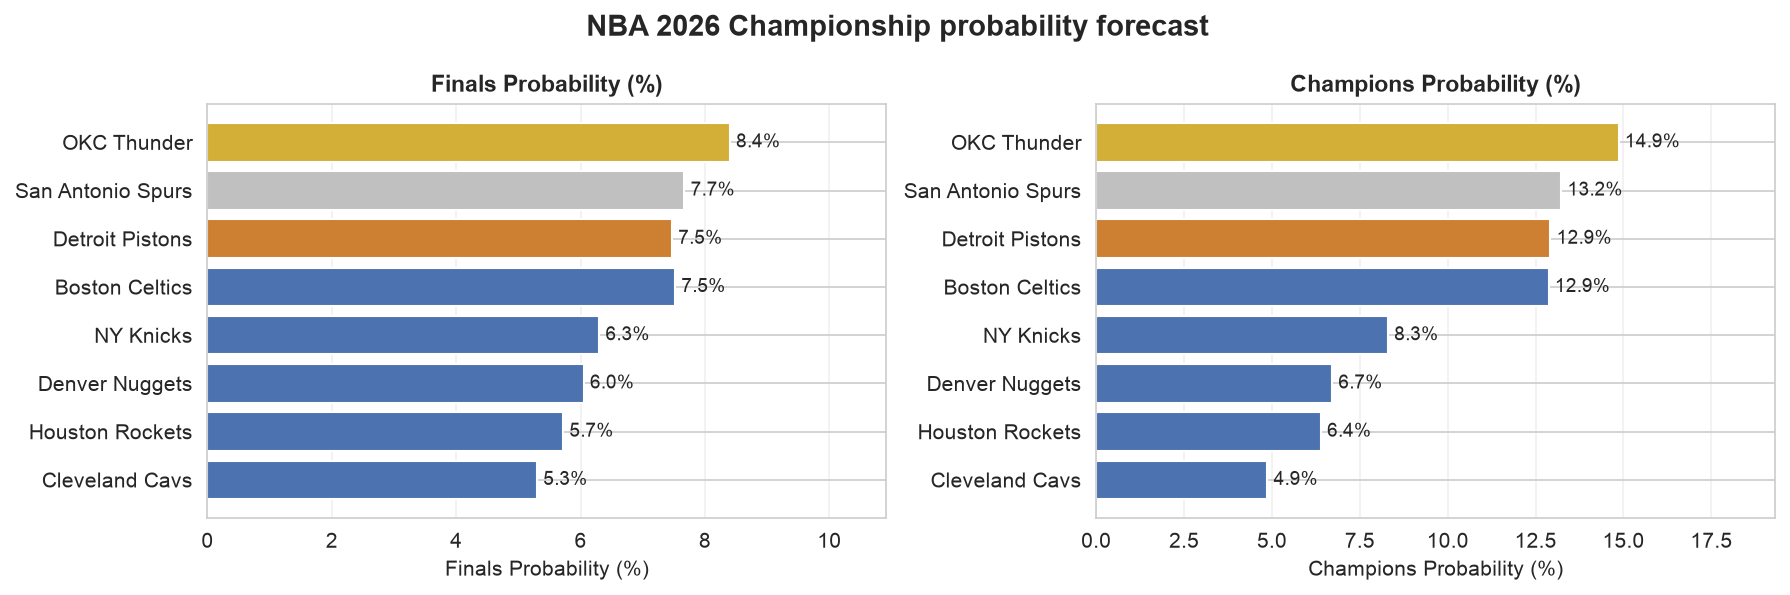 NBA 2026 Championship probability forecast
Finals Probability (%)
OKC Thunder 8.4%
San Antonio Spurs 7.7%
Detroit Pistons 7.5%
Boston Celtics 7.5%
NY Knicks 6.3%
Denver Nuggets 6.0%
Houston Rockets 5.7%
Cleveland Cavs 5.3%
0 2 4 6 8 10
Finals Probability (%)
Champions Probability (%)
OKC Thunder 14.9%
San Antonio Spurs 13.2%
Detroit Pistons 12.9%
Boston Celtics 12.9%
NY Knicks 8.3%
Denver Nuggets 6.7%
Houston Rockets 6.4%
Cleveland Cavs 4.9%
0.0 2.5 5.0 7.5 10.0 12.5 15.0 17.5
Champions Probability (%)